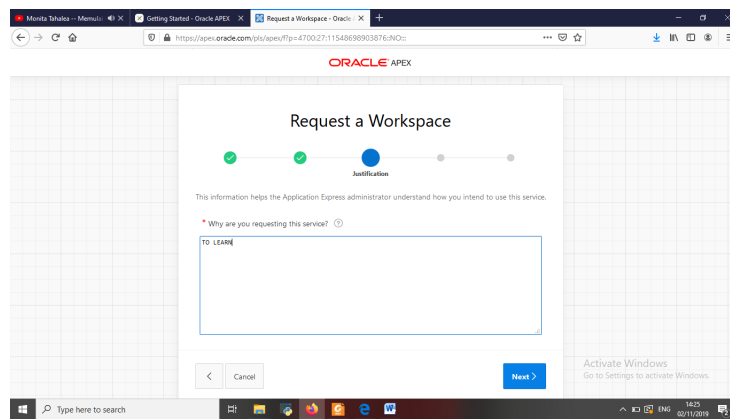 Monita Tahalea -- Memula
Getting Started - Oracle APEX
Request a Workspace - Oracle A
https://apex.oracle.com/pls/apex/f?p=4700:27:11548698903876::NO:::
ORACLE APEX
Request a Workspace
Justification
This information helps the Application Express administrator understand how you intend to use this service.
* Why are you requesting this service? ?
TO LEARN
Cancel
Next >
Activate Windows
Go to Settings to activate Windows.
Type here to search
ENG
14:25
02/11/2019